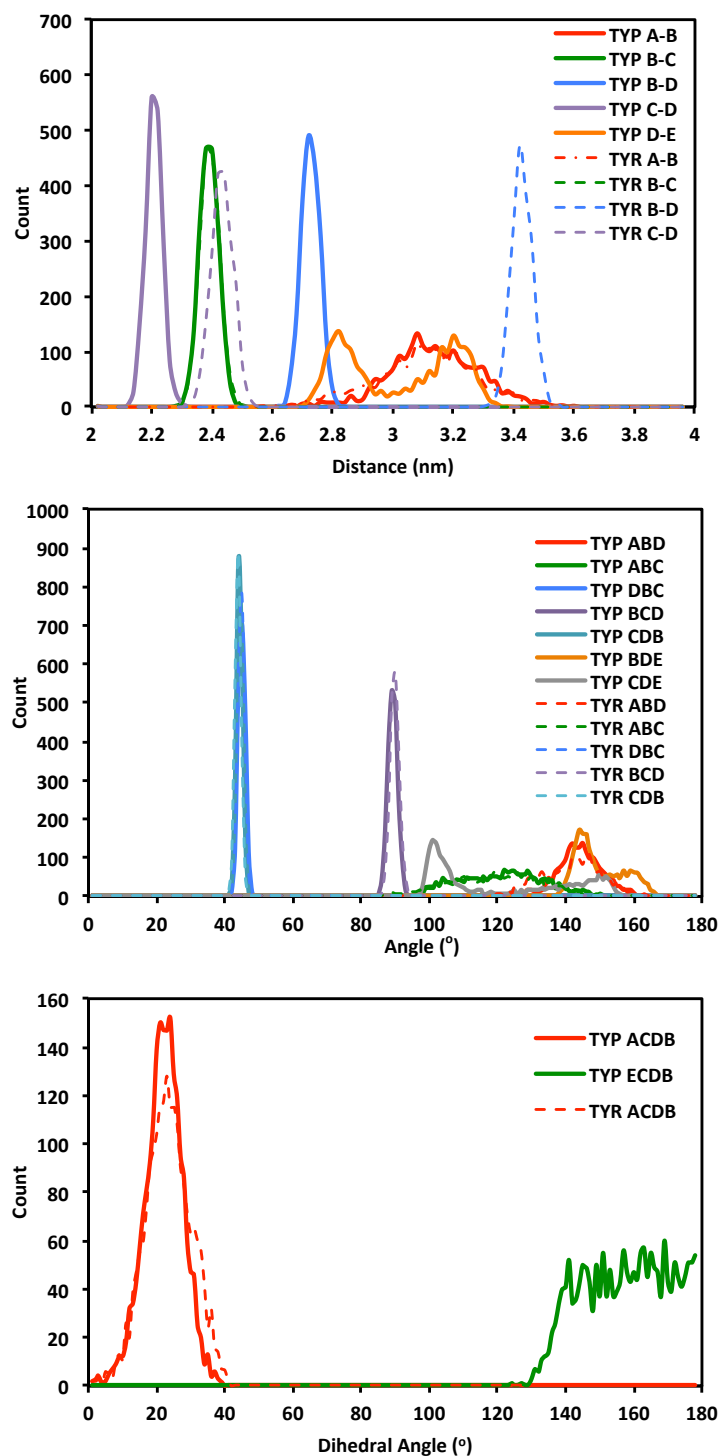 700
600
500
400
300
200
100
0
Count
2 2.2 2.4 2.6 2.8 3 3.2 3.4 3.6 3.8 4
Distance (nm)
TYP A-B
TYP B-C
TYP B-D
TYP C-D
TYP D-E
TYR A-B
TYR B-C
TYR B-D
TYR C-D
1000
900
800
700
600
500
400
300
200
100
0
Count
0 20 40 60 80 100 120 140 160 180
Angle (o)
TYP ABD
TYP ABC
TYP DBC
TYP BCD
TYP CDB
TYP BDE
TYP CDE
TYR ABD
TYR ABC
TYR DBC
TYR BCD
TYR CDB
160
140
120
100
80
60
40
20
0
Count
0 20 40 60 80 100 120 140 160 180
Dihedral Angle (o)
TYP ACDB
TYP ECDB
TYR ACDB